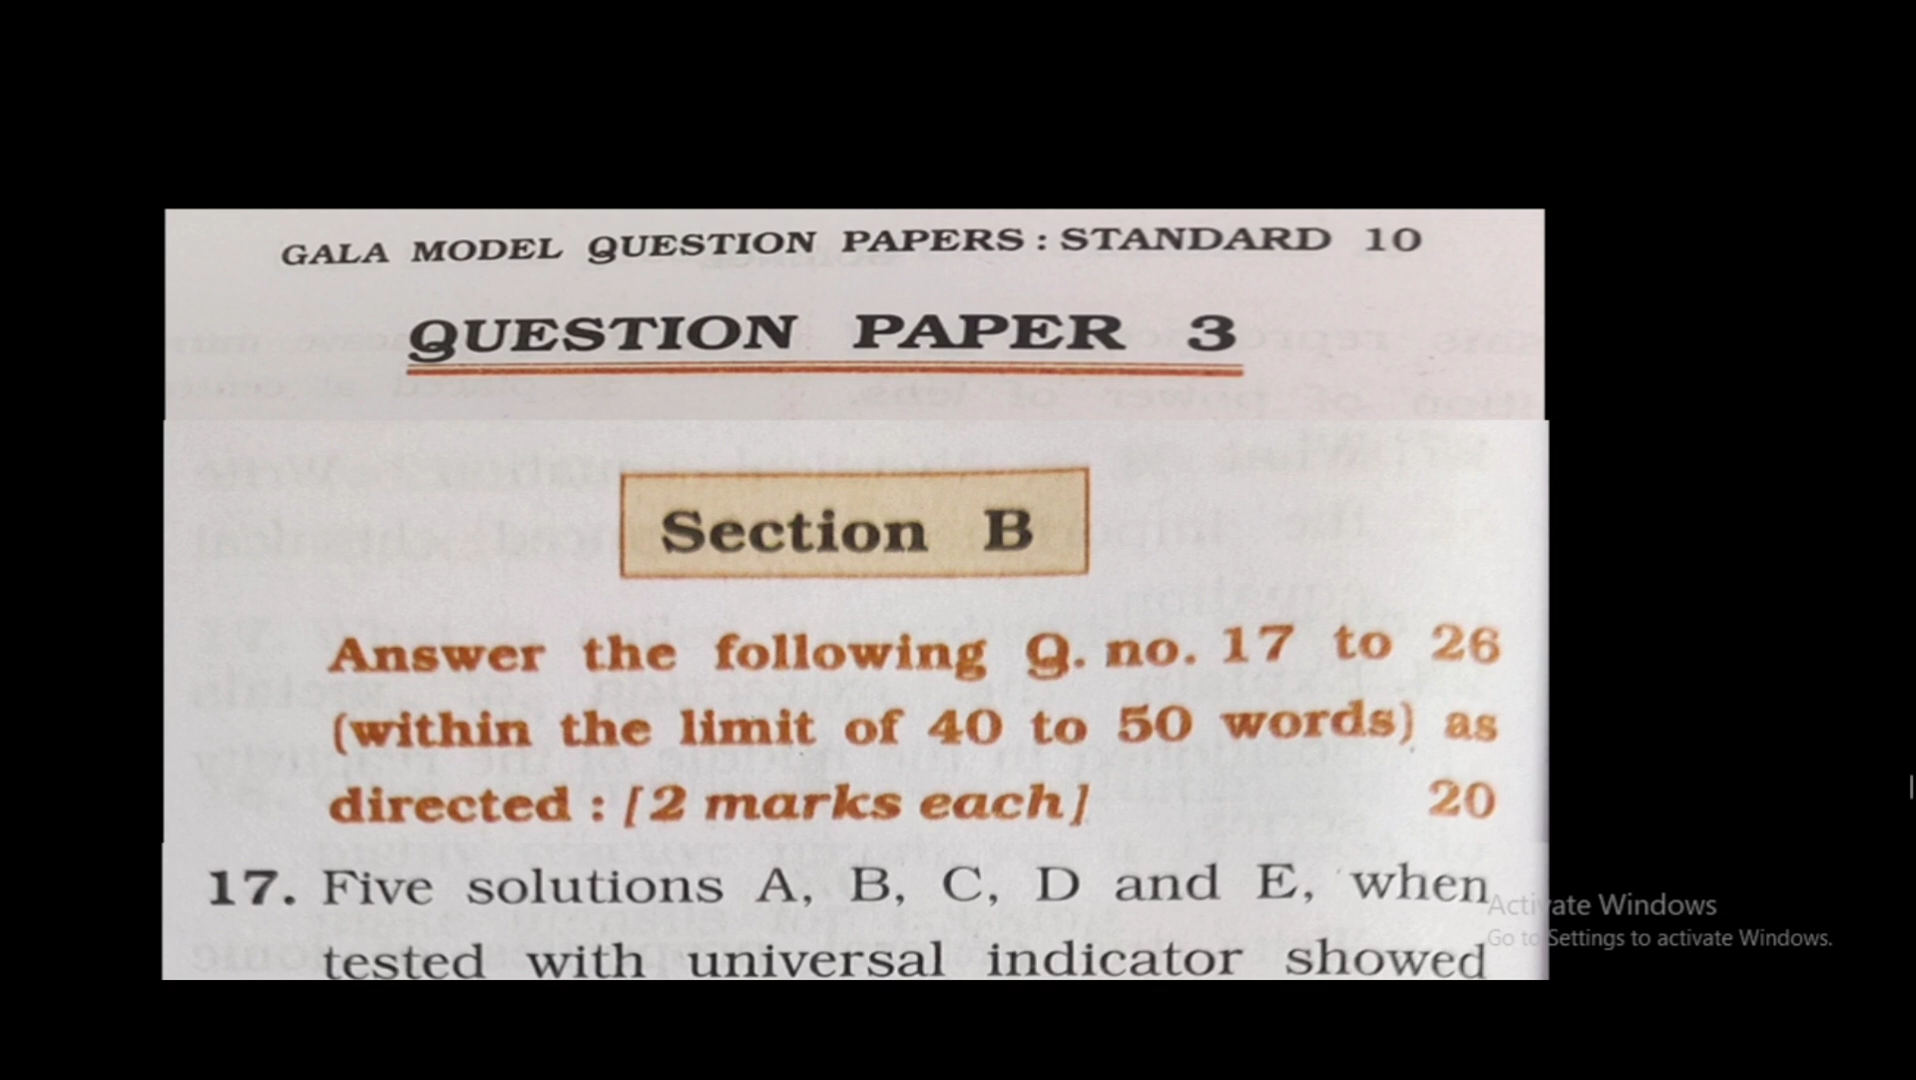 GALA MODEL QUESTION PAPERS : STANDARD 10
QUESTION PAPER 3
Section B
Answer the following Q. no. 17 to 26
(within the limit of 40 to 50 words) as
directed : [2 marks each] 20
17. Five solutions A, B, C, D and E, when
tested with universal indicator showed
Activate Windows
Go to Settings to activate Windows.